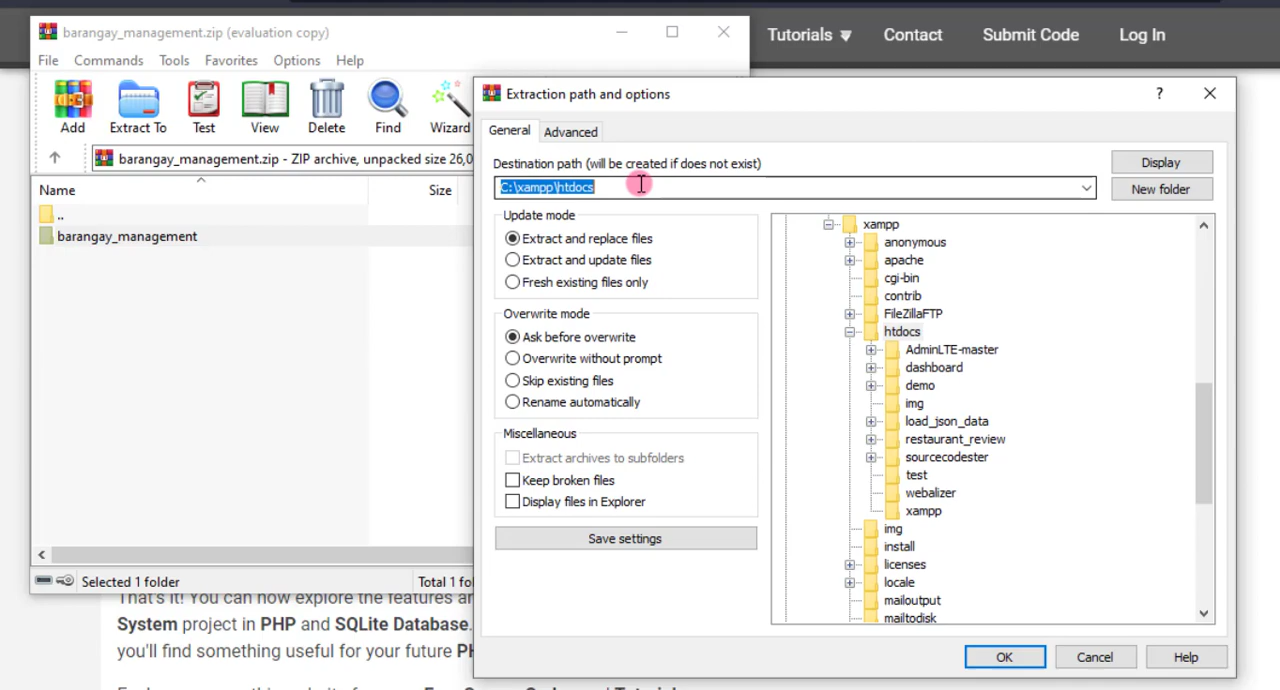 barangay_management.zip (evaluation copy)
File Commands Tools Favorites Options Help
Add Extract To Test View Delete Find Wizard
barangay_management.zip - ZIP archive, unpacked size 26,0
Name Size
..
barangay_management
Selected 1 folder
Total 1 fo
Tutorials Contact Submit Code Log In
Extraction path and options
?
General Advanced
Destination path (will be created if does not exist)
Display
C:\xampp\htdocs
New folder
Update mode
Extract and replace files
Extract and update files
Fresh existing files only
Overwrite mode
Ask before overwrite
Overwrite without prompt
Skip existing files
Rename automatically
Miscellaneous
Extract archives to subfolders
Keep broken files
Display files in Explorer
Save settings
xampp
anonymous
apache
cgi-bin
contrib
FileZillaFTP
htdocs
AdminLTE-master
dashboard
demo
img
load_json_data
restaurant_review
sourcecodester
test
webalizer
xampp
img
install
licenses
locale
mailoutput
mailtodisk
OK Cancel Help
That's it! You can now explore the features a
System project in PHP and SQLite Database.
you'll find something useful for your future